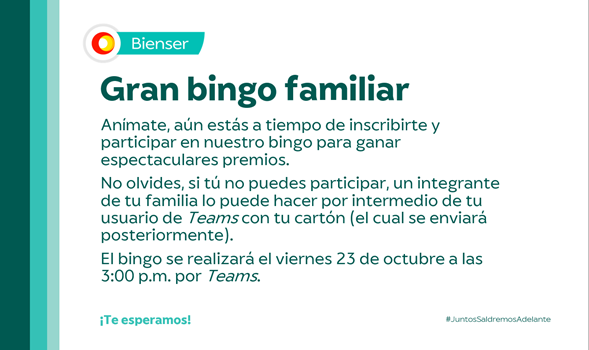 Bienser
Gran bingo familiar
Anímate, aún estás a tiempo de inscribirte y
participar en nuestro bingo para ganar
espectaculares premios.
No olvides, si tú no puedes participar, un integrante
de tu familia lo puede hacer por intermedio de tu
usuario de Teams con tu cartón (el cual se enviará
posteriormente).
El bingo se realizará el viernes 23 de octubre a las
3:00 p.m. por Teams.
¡Te esperamos!
#JuntosSaldremosAdelante